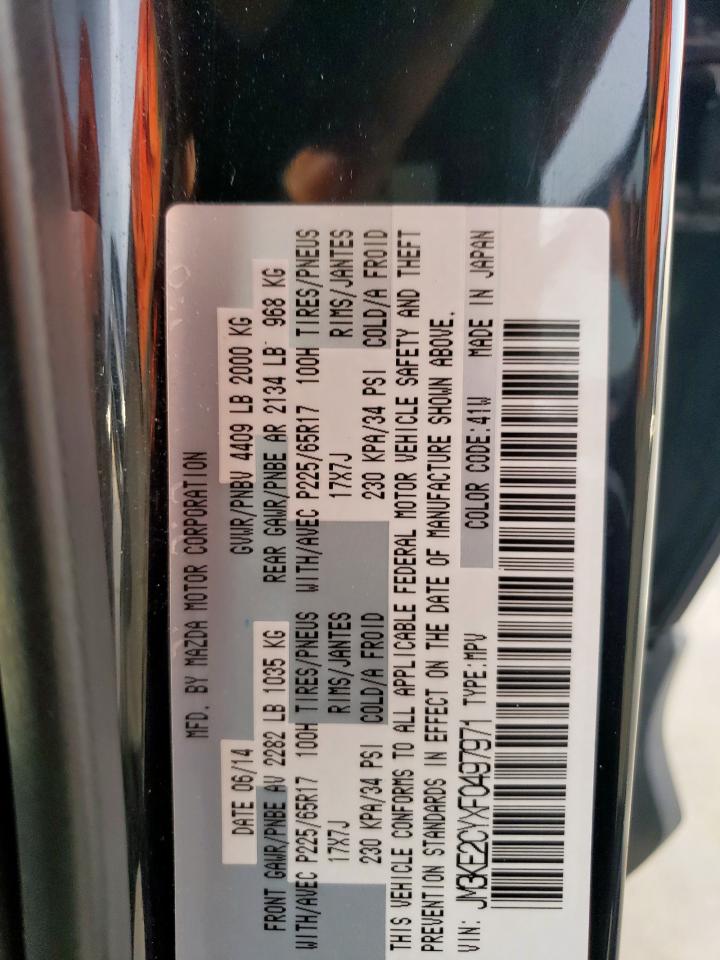 MFD. BY MAZDA MOTOR CORPORATION
DATE 06/14 GVWR/PNBV 4409 LB 2000 KG
FRONT GAWR/PNBE AV 2282 LB 1035 KG REAR GAWR/PNBE AR 2134 LB 968 KG
WITH/AVEC P225/65R17 100H TIRES/PNEUS WITH/AVEC P225/65R17 100H TIRES/PNEUS
17X7J RIMS/JANTES 17X7J RIMS/JANTES
230 KPA/34 PSI COLD/A FROID 230 KPA/34 PSI COLD/A FROID
THIS VEHICLE CONFORMS TO ALL APPLICABLE FEDERAL MOTOR VEHICLE SAFETY AND THEFT
PREVENTION STANDARDS IN EFFECT ON THE DATE OF MANUFACTURE SHOWN ABOVE.
VIN: JM3KE2CYXF0497971 TYPE:MPV COLOR CODE:41W MADE IN JAPAN